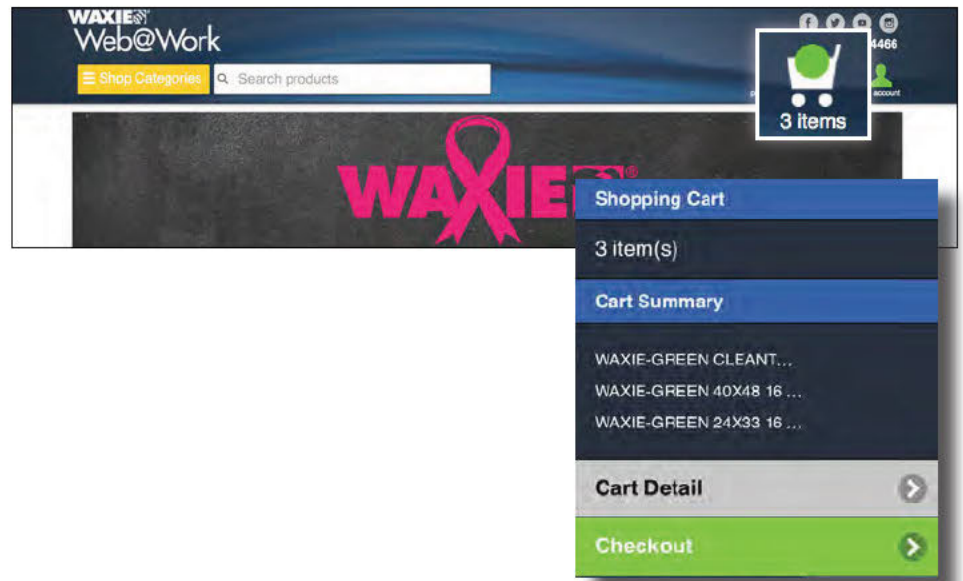 WAXIE
Web@Work
4466
Shop Categories
Search products
account
3 items
WAXIE
Shopping Cart
3 item(s)
Cart Summary
WAXIE-GREEN CLEANT...
WAXIE-GREEN 40X48 16 ...
WAXIE-GREEN 24X33 16 ...
Cart Detail
Checkout